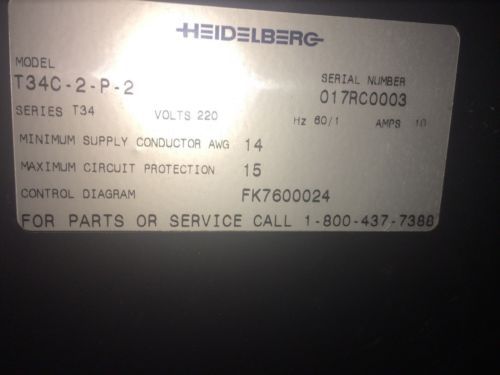 HEIDELBERG
MODEL
T34C-2-P-2
SERIAL NUMBER
017RC0003
SERIES T34 VOLTS 220 Hz 60/1 AMPS 10
MINIMUM SUPPLY CONDUCTOR AWG 14
MAXIMUM CIRCUIT PROTECTION 15
CONTROL DIAGRAM FK7600024
FOR PARTS OR SERVICE CALL 1-800-437-7388